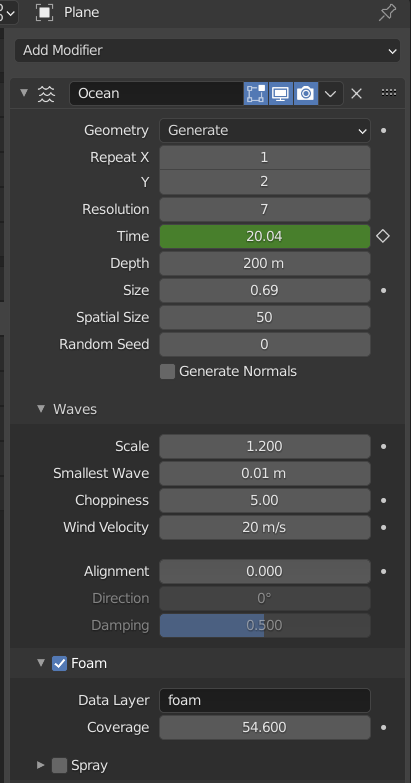 Plane
Add Modifier
Ocean
Geometry Generate
Repeat X 1
Y 2
Resolution 7
Time 20.04
Depth 200 m
Size 0.69
Spatial Size 50
Random Seed 0
Generate Normals
Waves
Scale 1.200
Smallest Wave 0.01 m
Choppiness 5.00
Wind Velocity 20 m/s
Alignment 0.000
Direction 0°
Damping 0.500
Foam
Data Layer foam
Coverage 54.600
Spray